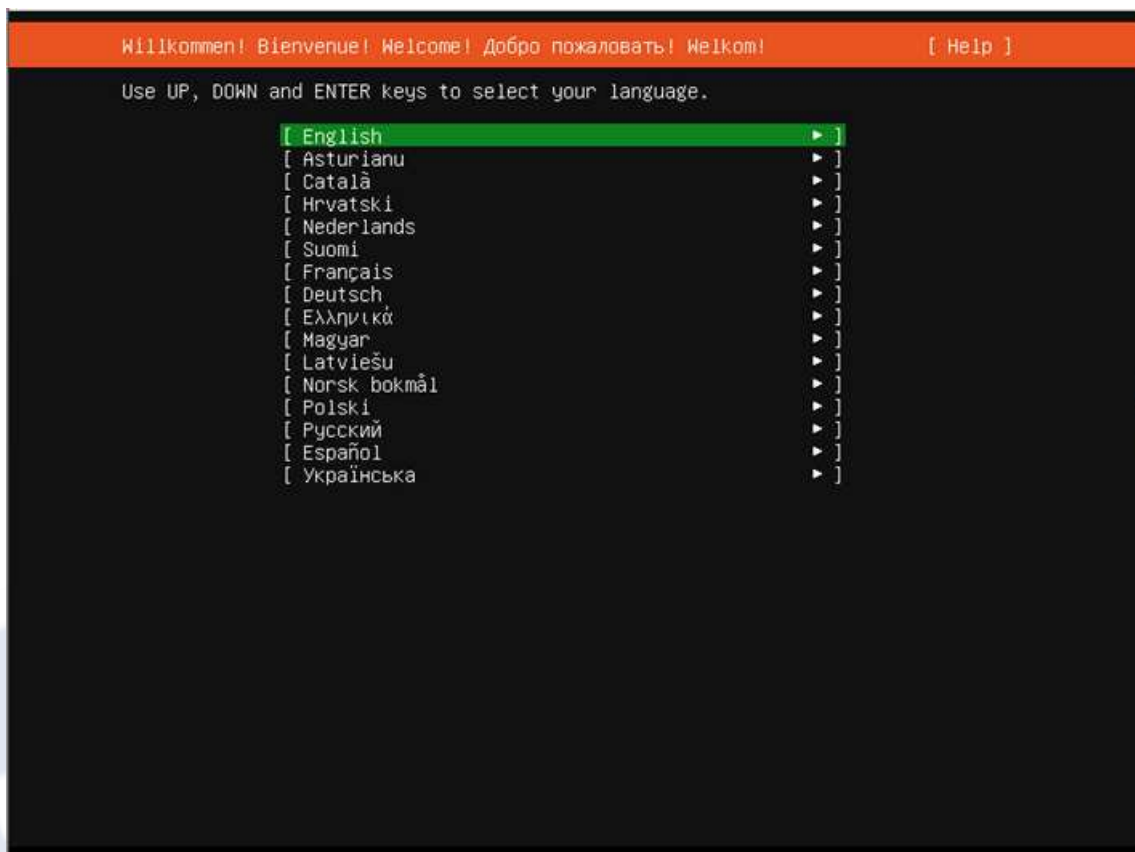 Willkommen! Bienvenue! Welcome! Добро пожаловать! Welkom! [ Help ]
Use UP, DOWN and ENTER keys to select your language.
[ English ► ]
[ Asturianu ► ]
[ Català ► ]
[ Hrvatski ► ]
[ Nederlands ► ]
[ Suomi ► ]
[ Français ► ]
[ Deutsch ► ]
[ Ελληνικά ► ]
[ Magyar ► ]
[ Latviešu ► ]
[ Norsk bokmål ► ]
[ Polski ► ]
[ Русский ► ]
[ Español ► ]
[ Українська ► ]